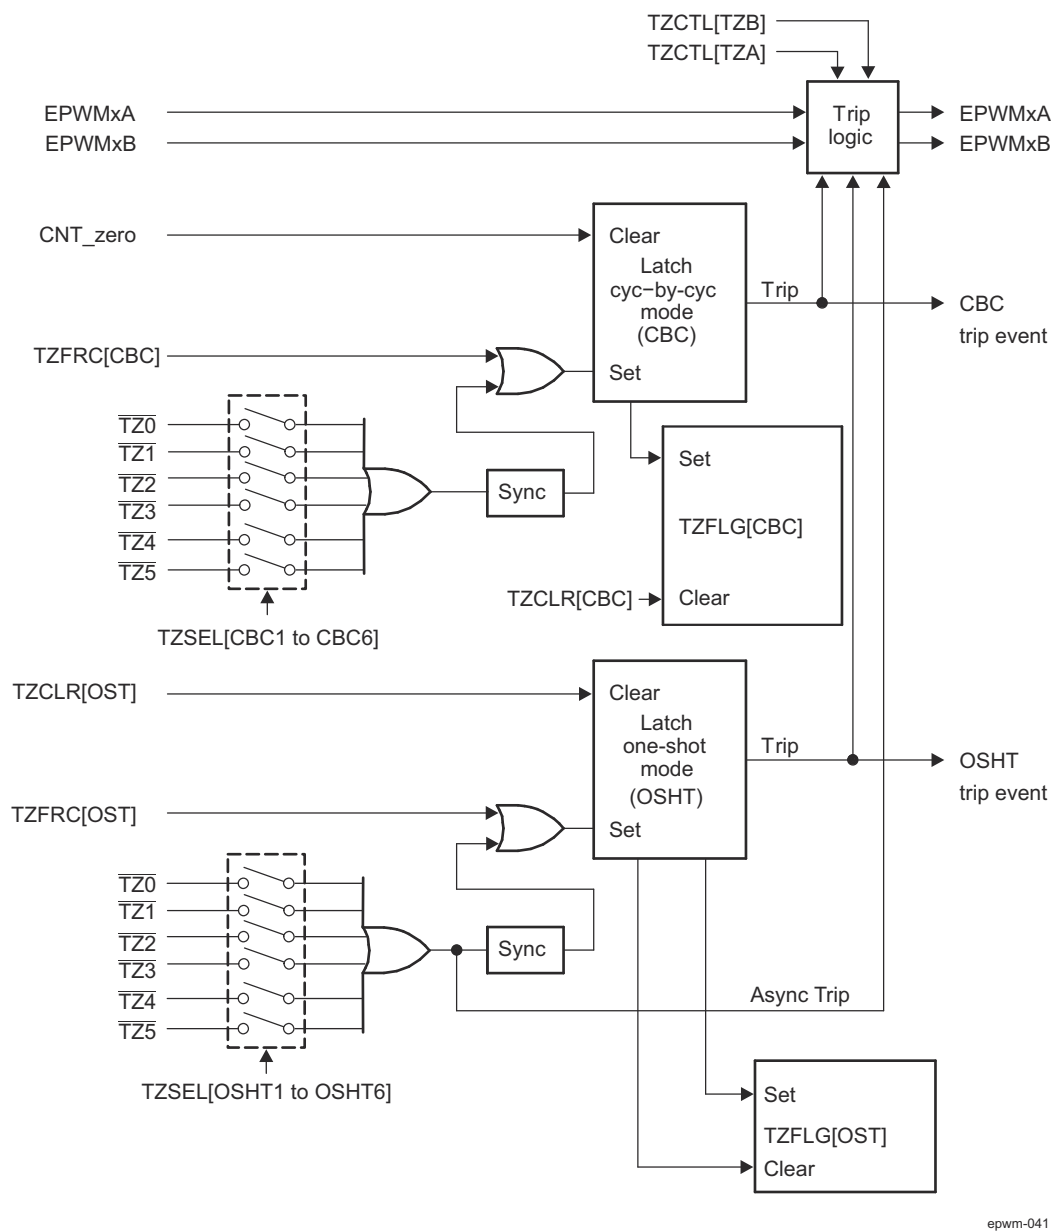 TZCTL[TZB]
TZCTL[TZA]
EPWMxA
EPWMxB
Trip
logic
EPWMxA
EPWMxB
CNT_zero
Clear
Latch
cyc−by-cyc
mode
(CBC)
Set
Trip
CBC
trip event
TZFRC[CBC]
TZ0
TZ1
TZ2
TZ3
TZ4
TZ5
Sync
Set
TZFLG[CBC]
Clear
TZCLR[CBC]
TZSEL[CBC1 to CBC6]
TZCLR[OST]
Clear
Latch
one-shot
mode
(OSHT)
Set
Trip
OSHT
trip event
TZFRC[OST]
TZ0
TZ1
TZ2
TZ3
TZ4
TZ5
Sync
Async Trip
TZSEL[OSHT1 to OSHT6]
Set
TZFLG[OST]
Clear
epwm-041